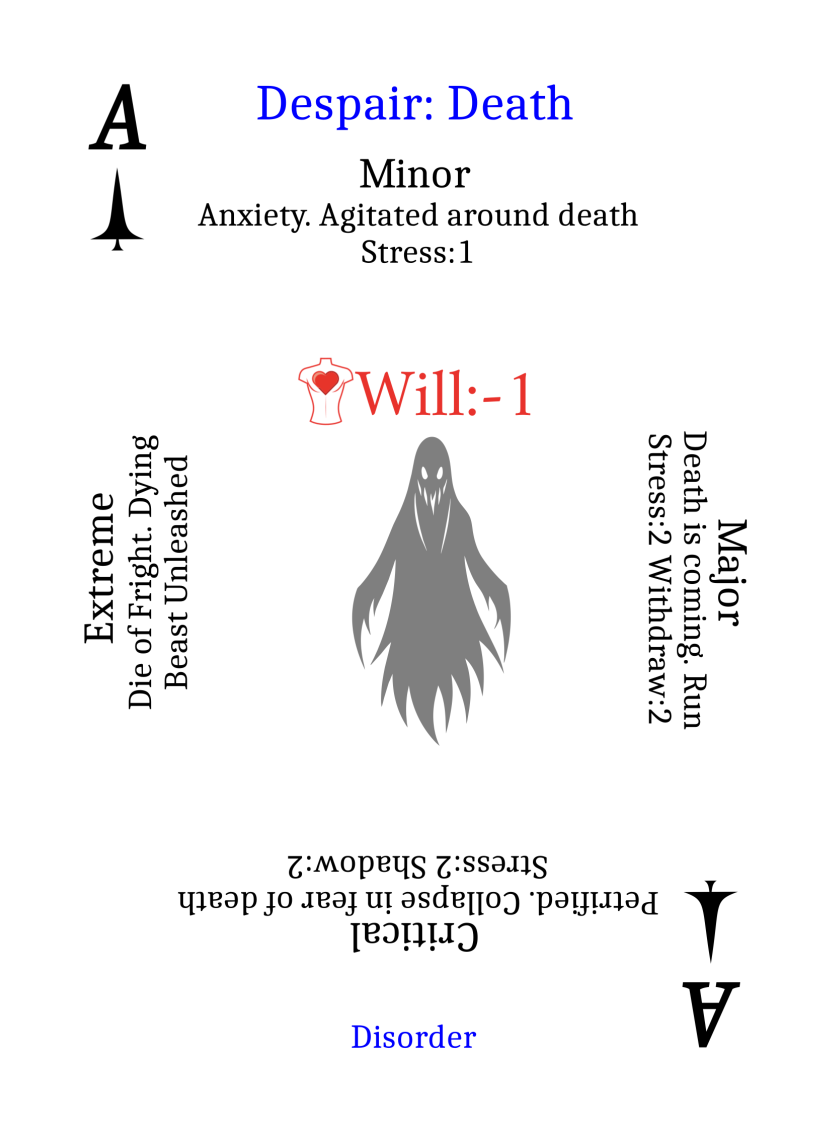 A
Despair: Death
Minor
Anxiety. Agitated around death
Stress:1
Will:-1
Extreme
Die of Fright. Dying
Beast Unleashed
Major
Death is coming. Run
Stress:2 Withdraw:2
Critical
Petrified. Collapse in fear of death
Stress:2 Shadow:2
A
Disorder